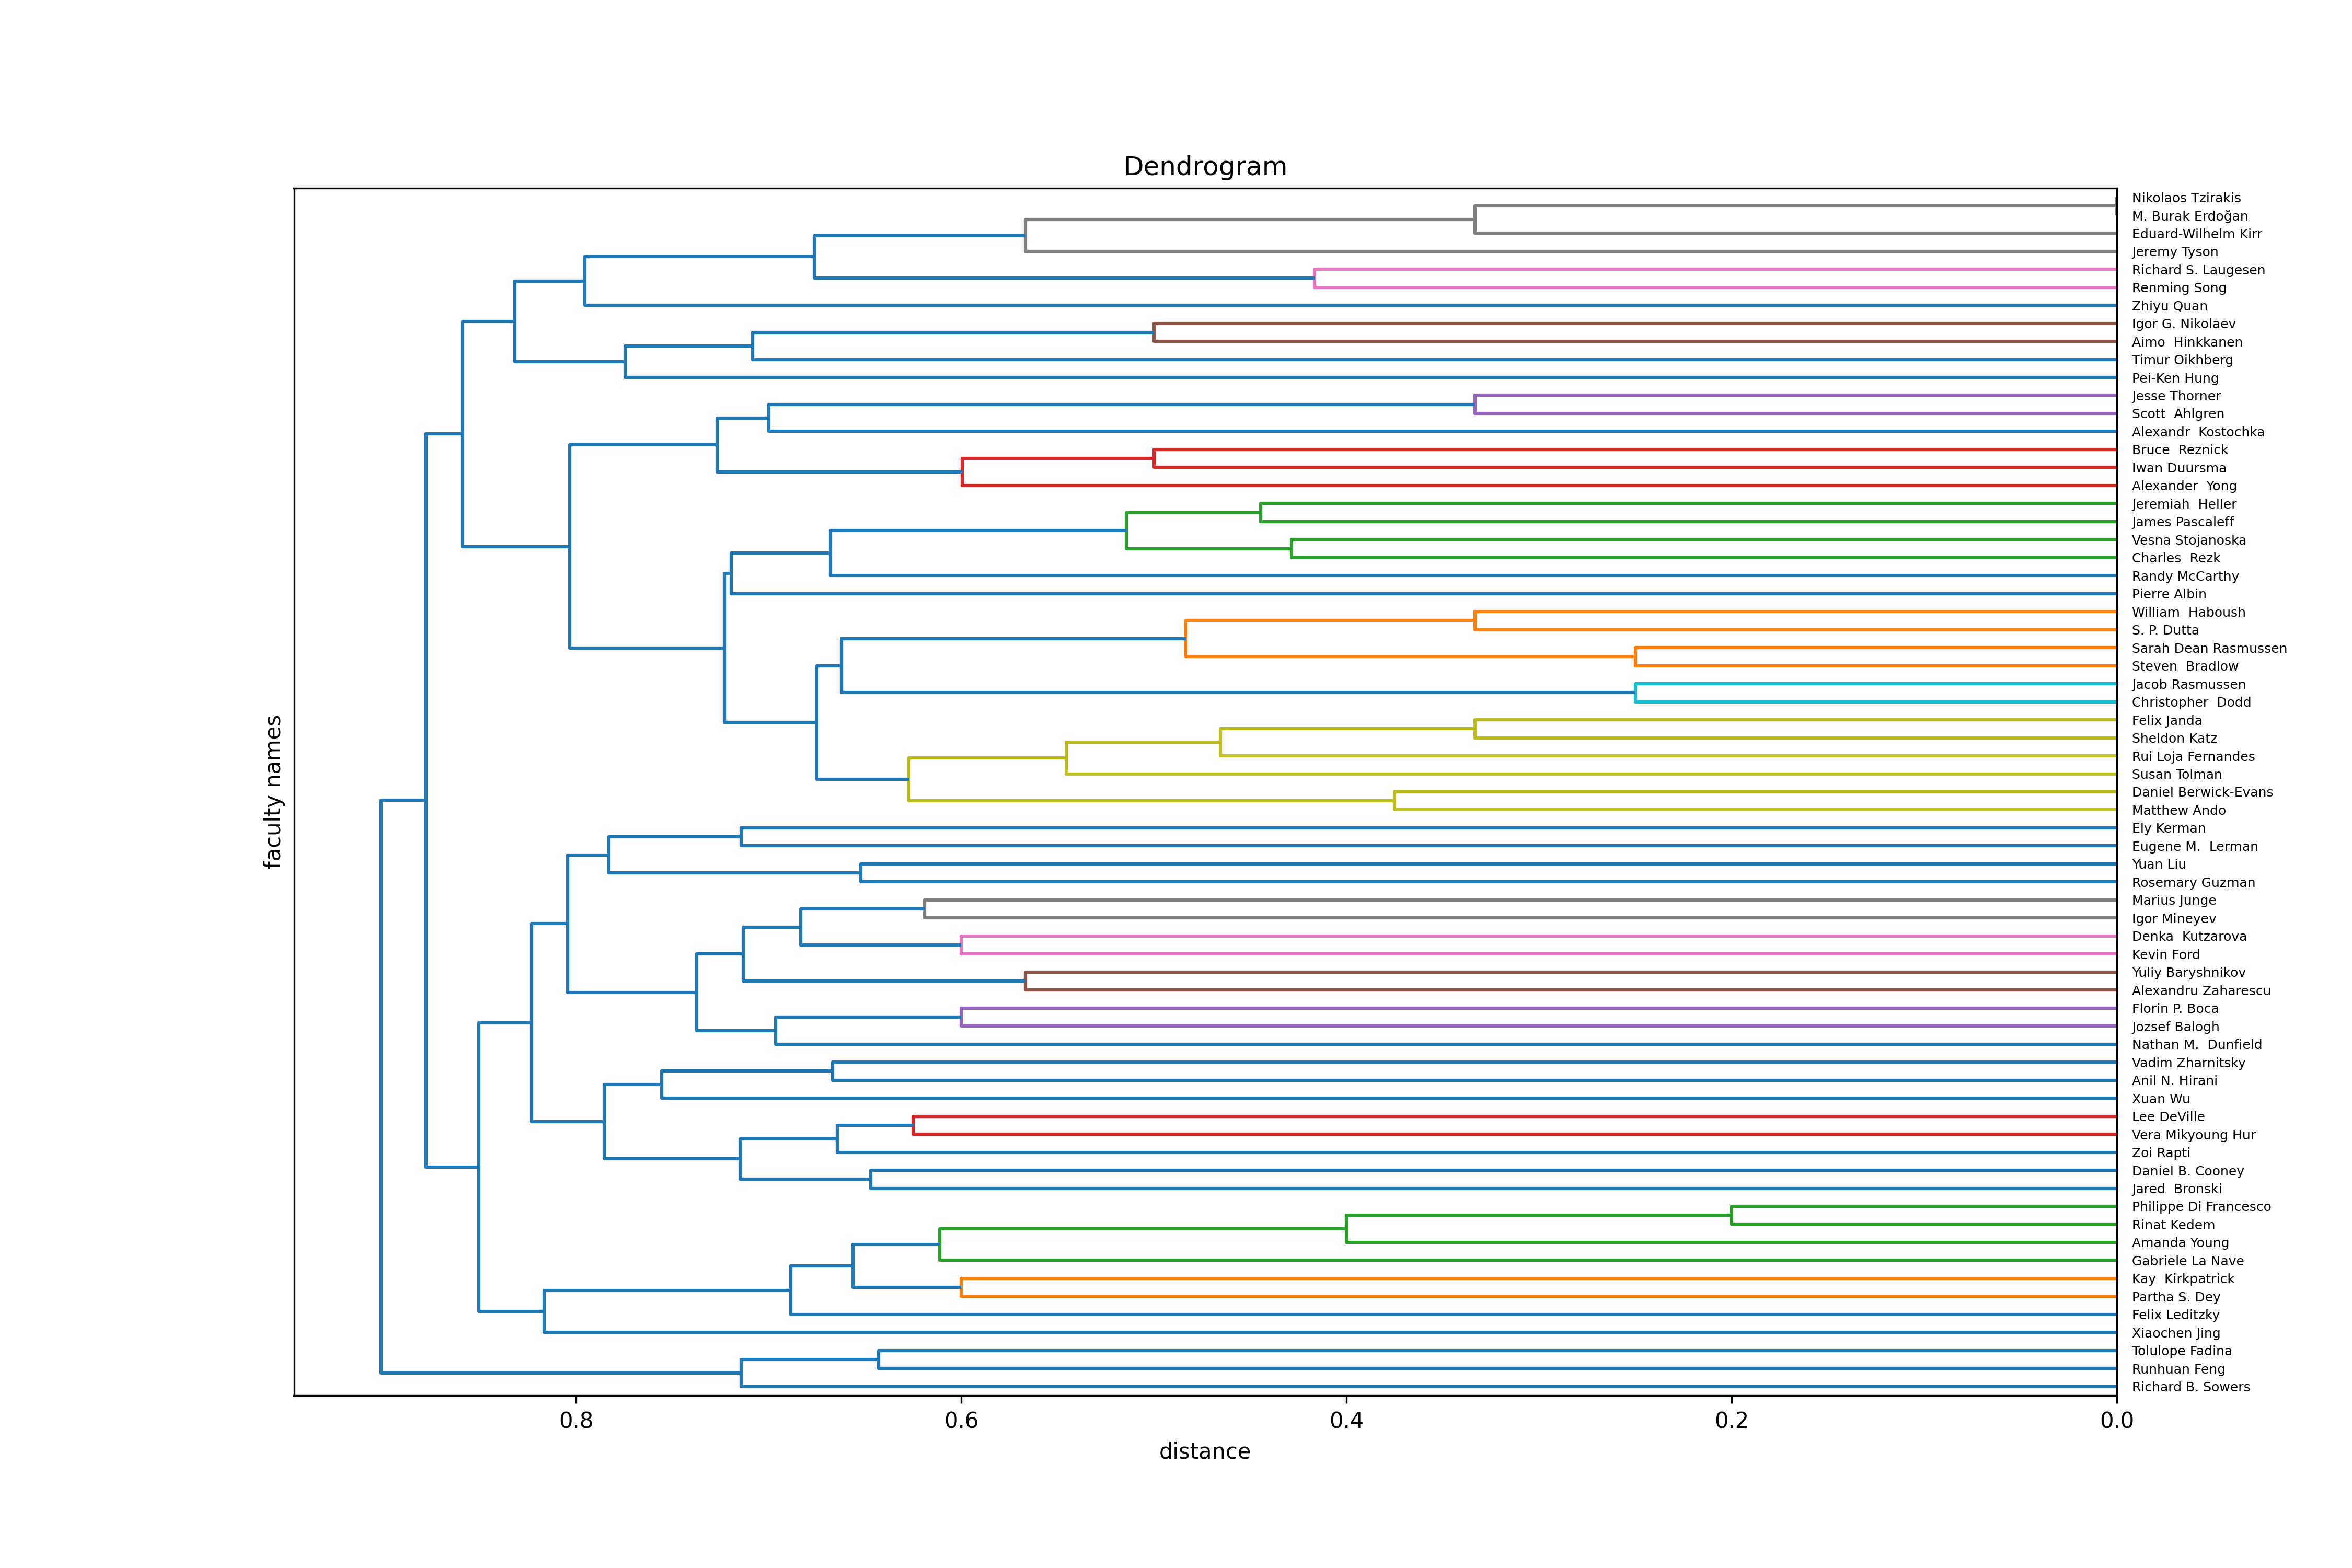 Dendrogram
Nikolaos Tzirakis
M. Burak Erdoğan
Eduard-Wilhelm Kirr
Jeremy Tyson
Richard S. Laugesen
Renming Song
Zhiyu Quan
Igor G. Nikolaev
Aimo  Hinkkanen
Timur Oikhberg
Pei-Ken Hung
Jesse Thorner
Scott  Ahlgren
Alexandr  Kostochka
Bruce  Reznick
Iwan Duursma
Alexander  Yong
Jeremiah  Heller
James Pascaleff
Vesna Stojanoska
Charles  Rezk
Randy McCarthy
Pierre Albin
William  Haboush
S. P. Dutta
Sarah Dean Rasmussen
Steven  Bradlow
Jacob Rasmussen
Christopher  Dodd
Felix Janda
Sheldon Katz
Rui Loja Fernandes
Susan Tolman
Daniel Berwick-Evans
Matthew Ando
Ely Kerman
Eugene M.  Lerman
Yuan Liu
Rosemary Guzman
Marius Junge
Igor Mineyev
Denka  Kutzarova
Kevin Ford
Yuliy Baryshnikov
Alexandru Zaharescu
Florin P. Boca
Jozsef Balogh
Nathan M.  Dunfield
Vadim Zharnitsky
Anil N. Hirani
Xuan Wu
Lee DeVille
Vera Mikyoung Hur
Zoi Rapti
Daniel B. Cooney
Jared  Bronski
Philippe Di Francesco
Rinat Kedem
Amanda Young
Gabriele La Nave
Kay  Kirkpatrick
Partha S. Dey
Felix Leditzky
Xiaochen Jing
Tolulope Fadina
Runhuan Feng
Richard B. Sowers
faculty names
0.8 0.6 0.4 0.2 0.0
distance